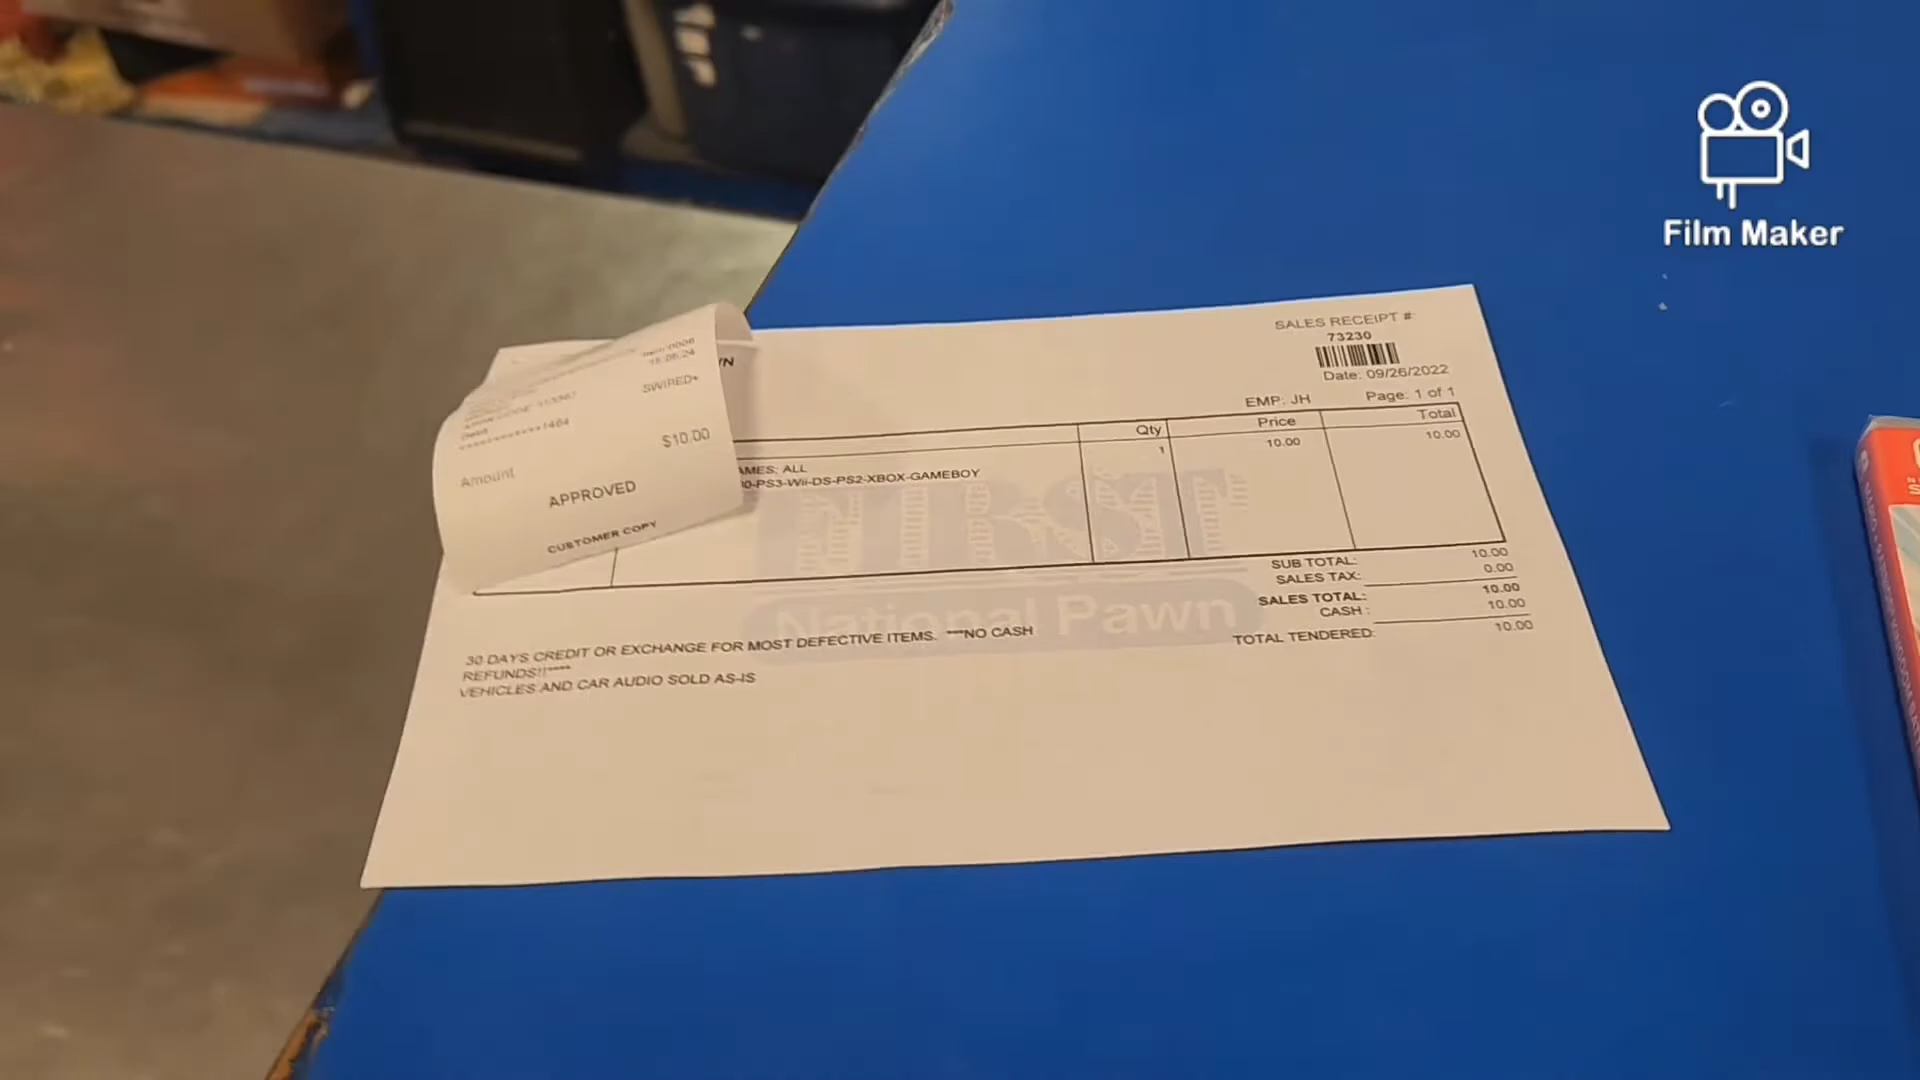 Film Maker
SALES RECEIPT #:
73230
Date: 09/26/2022
EMP: JH
Page: 1 of 1
Qty
Price
Total
1
10.00
10.00
AMES: ALL
0-PS3-Wii-DS-PS2-XBOX-GAMEBOY
SWIPED*
Debit
************1464
Amount
$10.00
APPROVED
CUSTOMER COPY
FIRST
National Pawn
SUB TOTAL:
10.00
SALES TAX:
0.00
SALES TOTAL:
10.00
CASH :
10.00
TOTAL TENDERED:
10.00
30 DAYS CREDIT OR EXCHANGE FOR MOST DEFECTIVE ITEMS. ***NO CASH
REFUNDS!!****
VEHICLES AND CAR AUDIO SOLD AS-IS